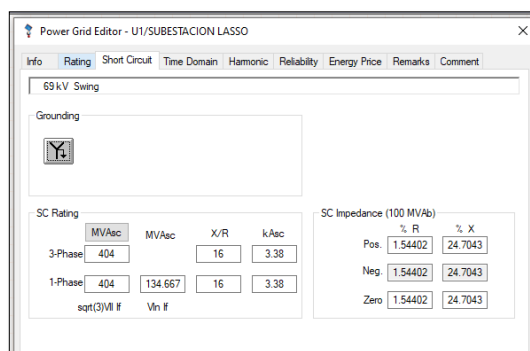 Power Grid Editor - U1/SUBESTACION LASSO
Info Rating Short Circuit Time Domain Harmonic Reliability Energy Price Remarks Comment
69 kV Swing
Grounding
SC Rating
MVAsc MVAsc X/R kAsc
3-Phase 404 16 3.38
1-Phase 404 134.667 16 3.38
sqrt(3)Vll If Vln If
SC Impedance (100 MVAb)
% R % X
Pos. 1.54402 24.7043
Neg. 1.54402 24.7043
Zero 1.54402 24.7043